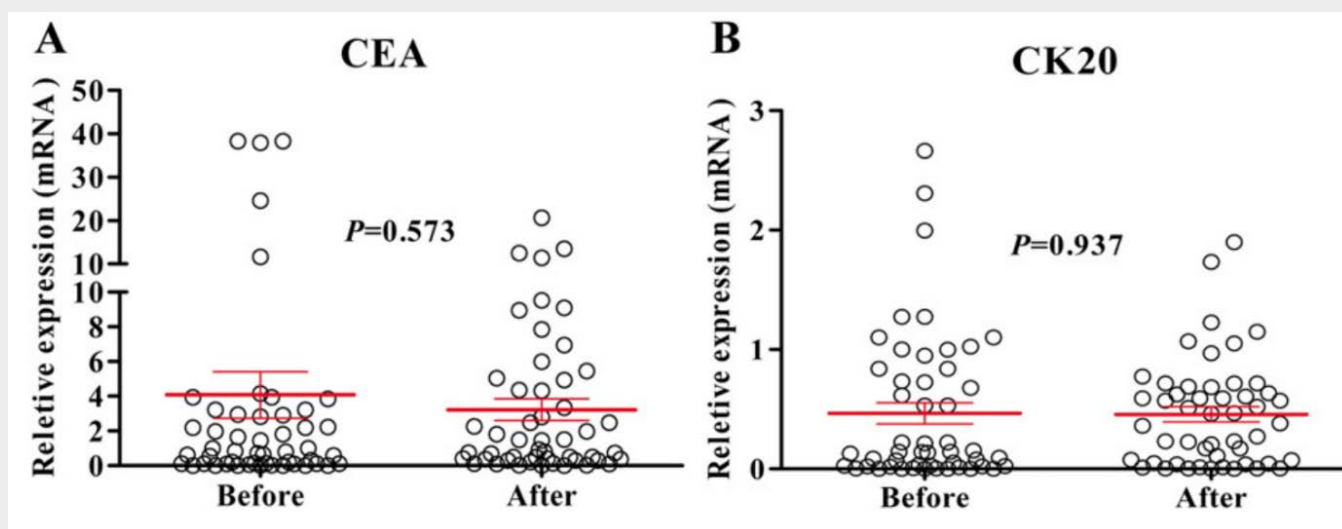 A
CEA
Reletive expression (mRNA)
50
40
30
20
10
10
8
6
4
2
0
P=0.573
Before
After
B
CK20
Reletive expression (mRNA)
3
2
1
0
P=0.937
Before
After